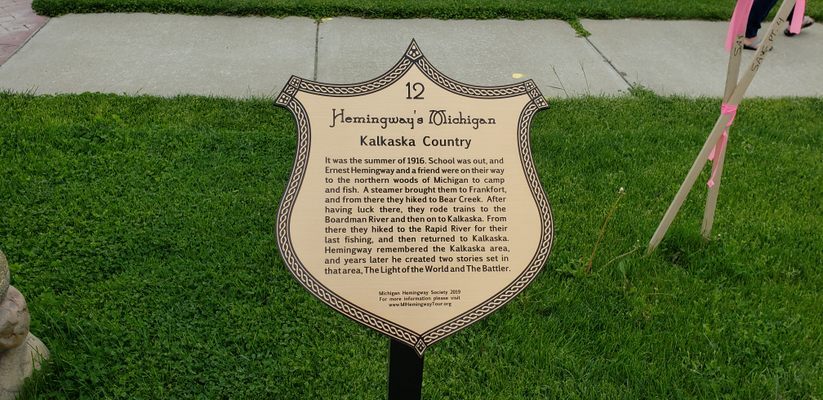 12
Hemingway's Michigan
Kalkaska Country
It was the summer of 1916. School was out, and
Ernest Hemingway and a friend were on their way
to the northern woods of Michigan to camp
and fish. A steamer brought them to Frankfort,
and from there they hiked to Bear Creek. After
having luck there, they rode trains to the
Boardman River and then on to Kalkaska. From
there they hiked to the Rapid River for their
last fishing, and then returned to Kalkaska.
Hemingway remembered the Kalkaska area,
and years later he created two stories set in
that area, The Light of the World and The Battler.
Michigan Hemingway Society 2019
For more information please visit
www.MIHemingwayTour.org